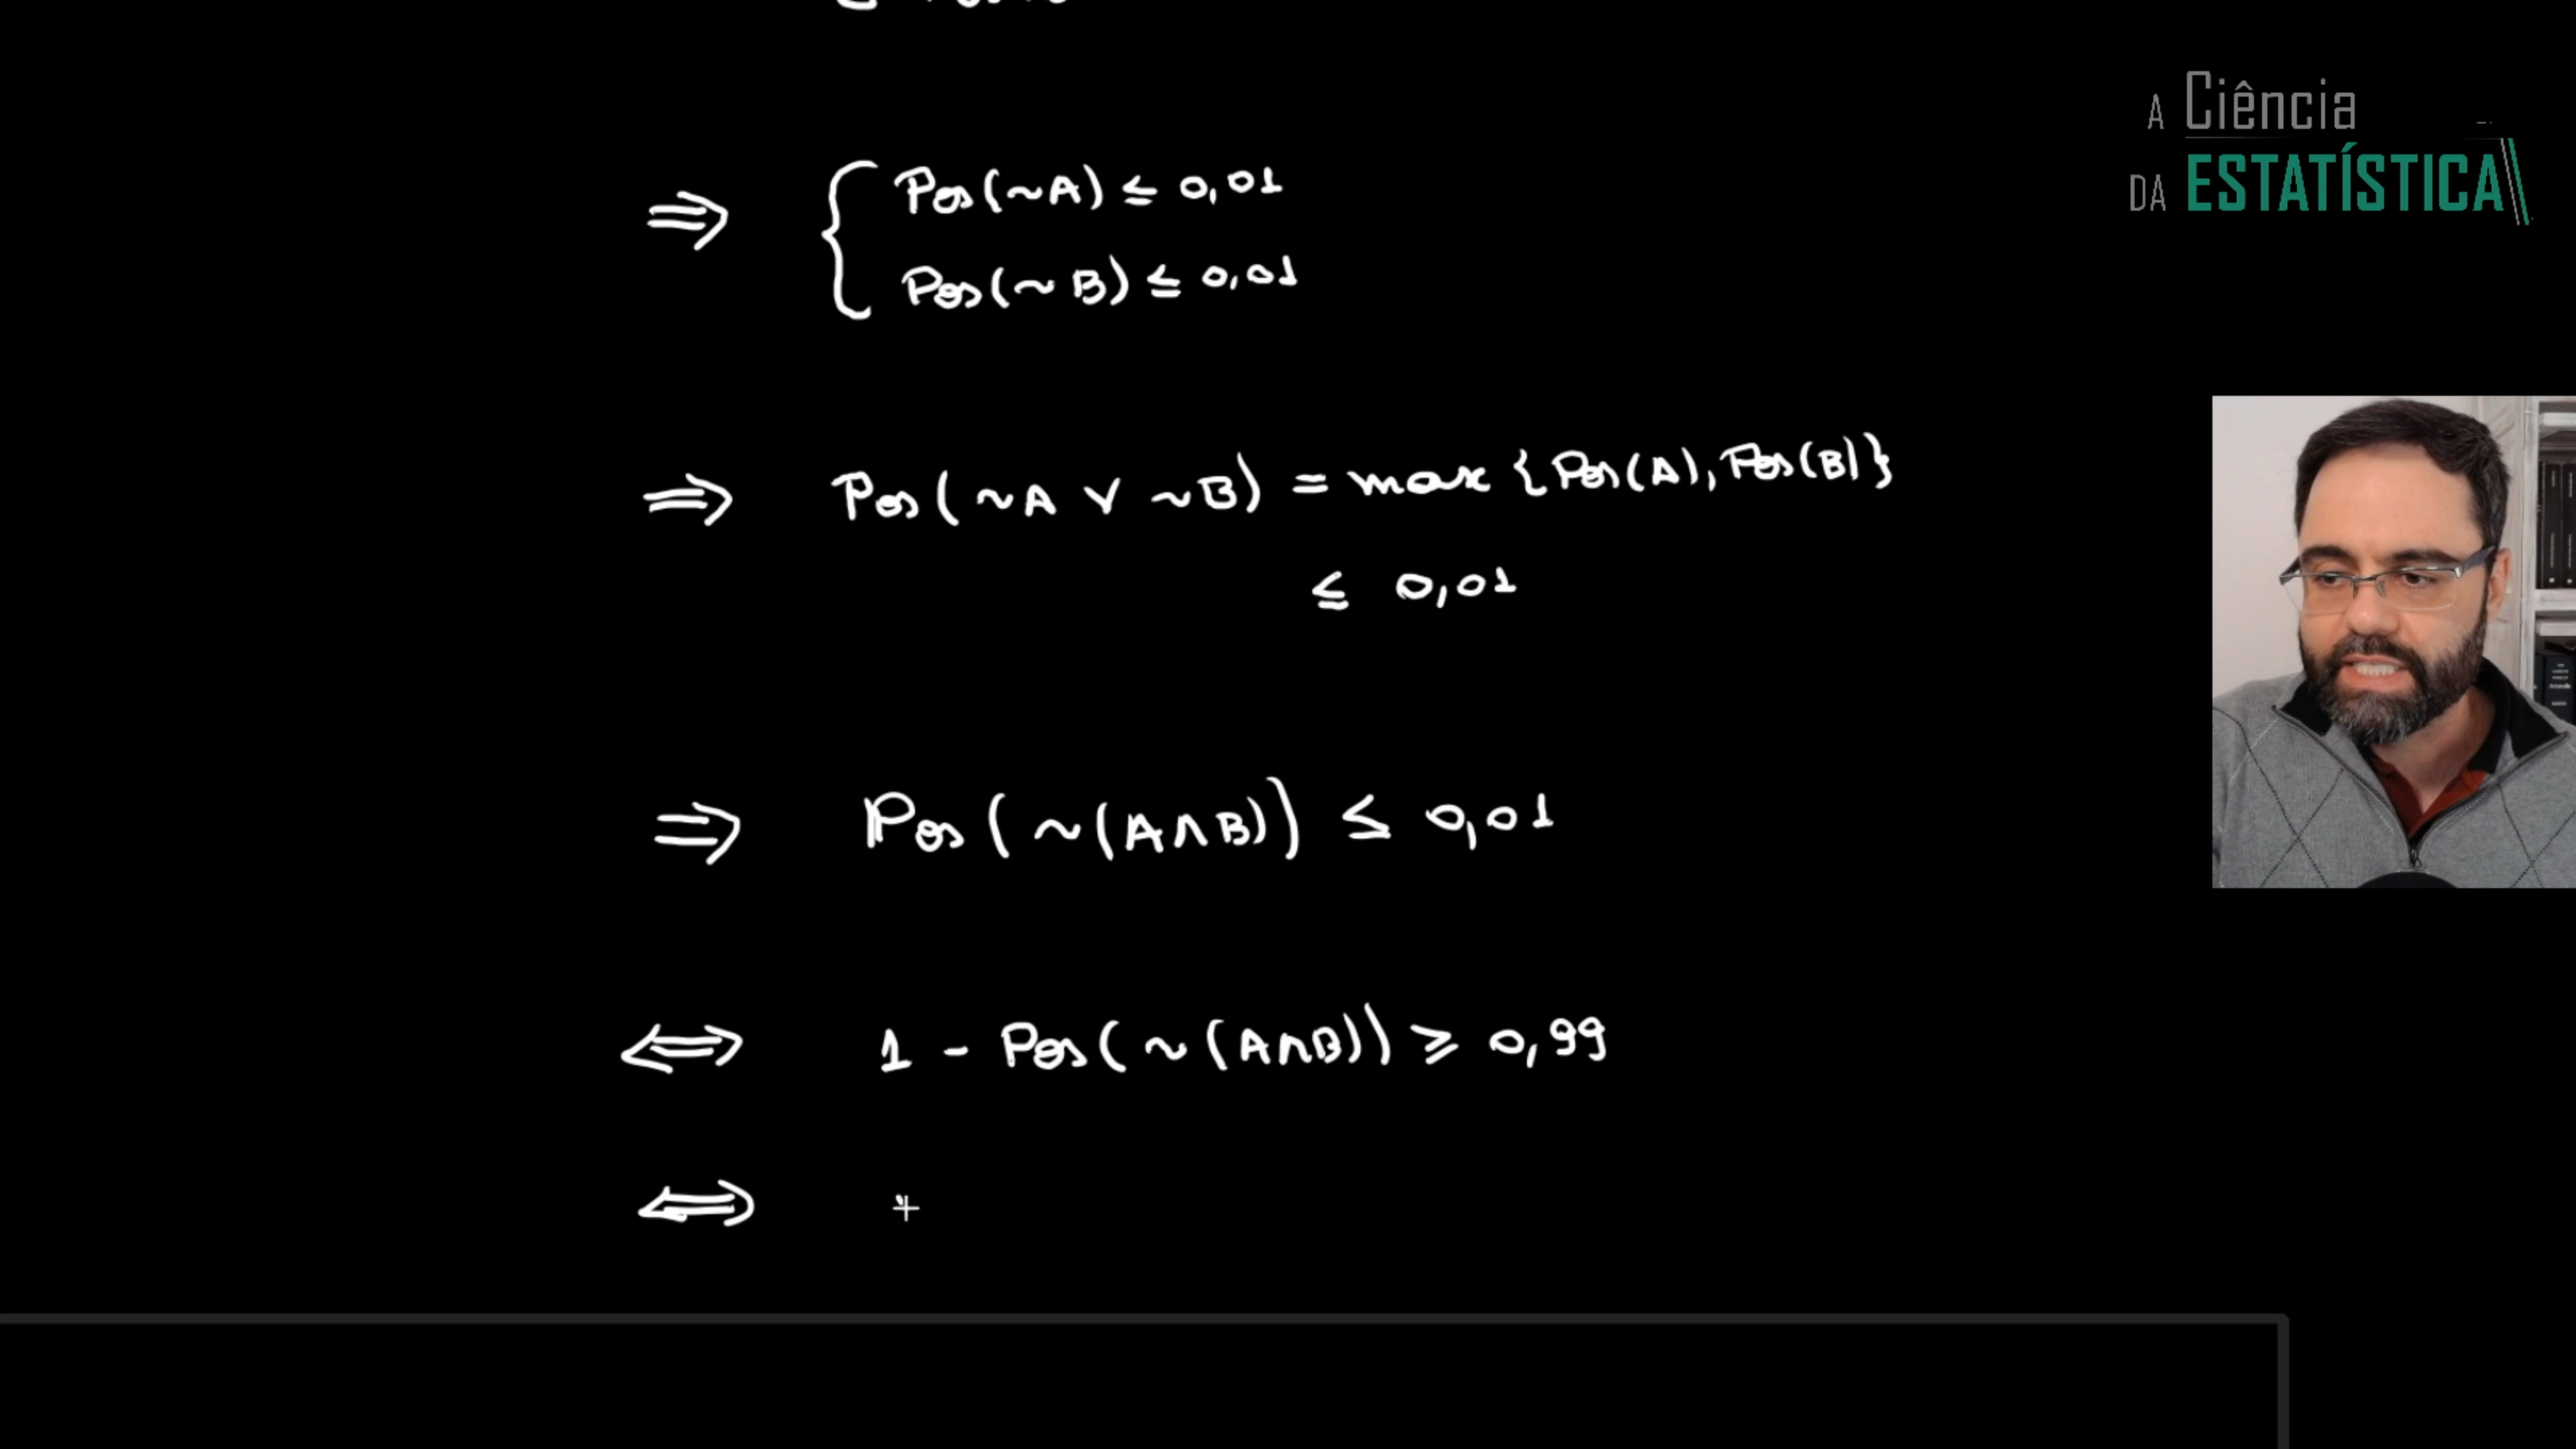 A Ciência
DA ESTATÍSTICA
⇒ { Pos(~A) ≤ 0,01
Pos(~B) ≤ 0,01
⇒ Pos(~A ∨ ~B) = max {Pos(A), Pos(B)}
≤ 0,01
⇒ Pos(~(A∧B)) ≤ 0,01
⇔ 1 - Pos(~(A∧B)) ≥ 0,99
⇔